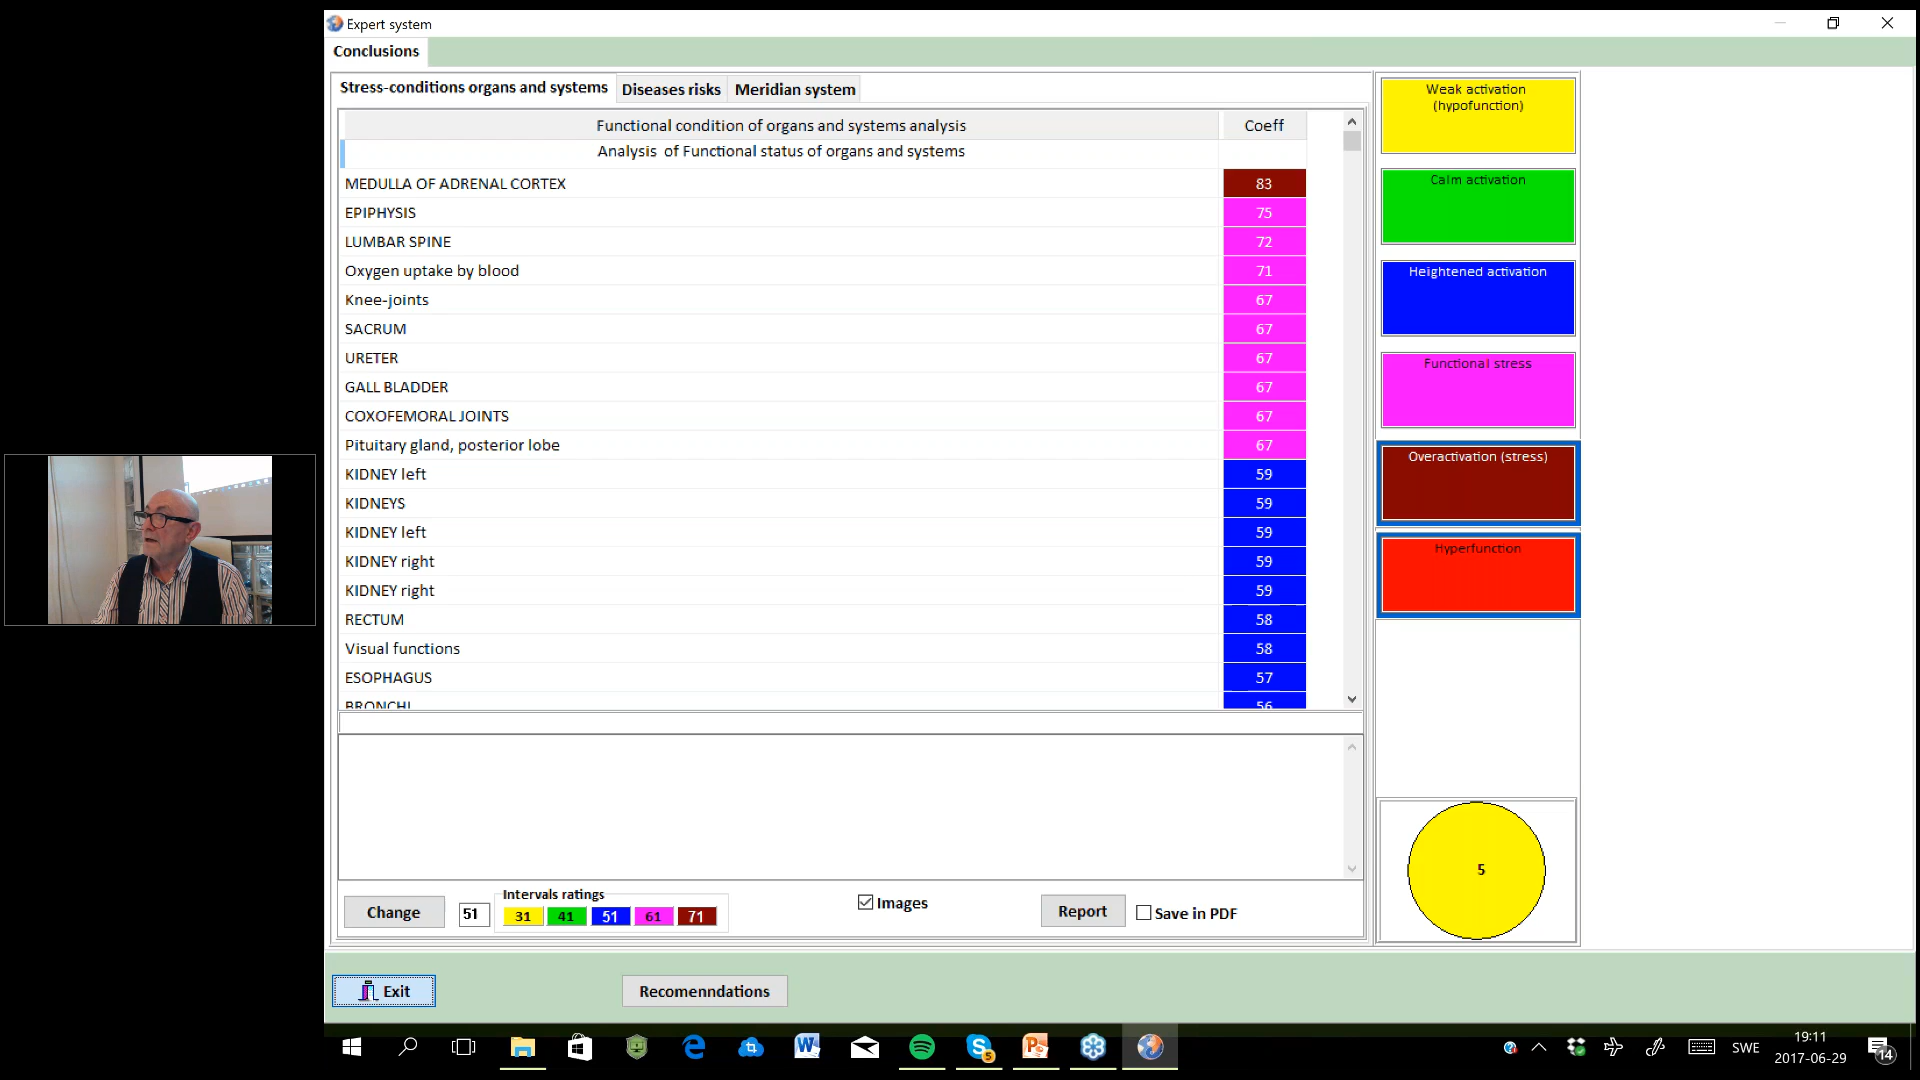 Expert system
Conclusions
Stress-conditions organs and systems Diseases risks Meridian system
Functional condition of organs and systems analysis Coeff
Analysis of Functional status of organs and systems
MEDULLA OF ADRENAL CORTEX 83
EPIPHYSIS 75
LUMBAR SPINE 72
Oxygen uptake by blood 71
Knee-joints 67
SACRUM 67
URETER 67
GALL BLADDER 67
COXOFEMORAL JOINTS 67
Pituitary gland, posterior lobe 67
KIDNEY left 59
KIDNEYS 59
KIDNEY left 59
KIDNEY right 59
KIDNEY right 59
RECTUM 58
Visual functions 58
ESOPHAGUS 57
BRONCHI 56
Weak activation
(hypofunction)
Calm activation
Heightened activation
Functional stress
Overactivation (stress)
Hyperfunction
5
Change 51
Intervals ratings
31 41 51 61 71
Images
Report
Save in PDF
Exit
Recomenndations
5
SWE
19:11
2017-06-29
14